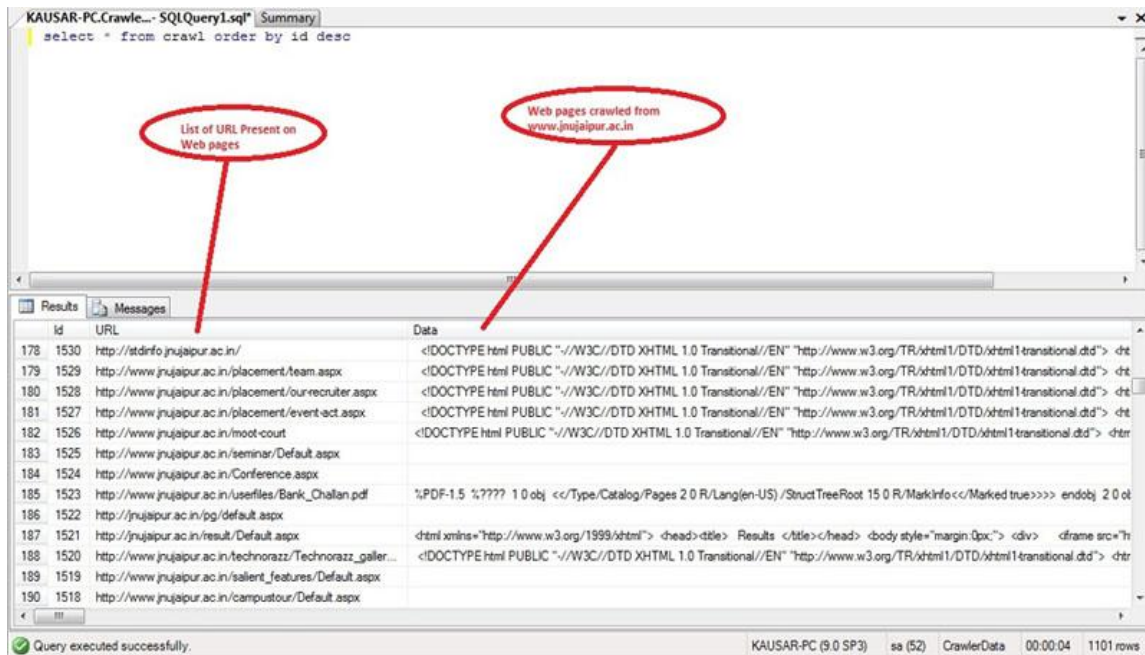 KAUSAR-PC.Crawle...- SQLQuery1.sql* Summary
select * from crawl order by id desc
List of URL Present on
Web pages
Web pages crawled from
www.jnujaipur.ac.in
Results Messages
Id URL Data
178 1530 http://stdinfo.jnujaipur.ac.in/ <!DOCTYPE html PUBLIC "-//W3C//DTD XHTML 1.0 Transitional//EN" "http://www.w3.org/TR/xhtml1/DTD/xhtml1-transitional.dtd"> <ht
179 1529 http://www.jnujaipur.ac.in/placement/team.aspx <!DOCTYPE html PUBLIC "-//W3C//DTD XHTML 1.0 Transitional//EN" "http://www.w3.org/TR/xhtml1/DTD/xhtml1-transitional.dtd"> <ht
180 1528 http://www.jnujaipur.ac.in/placement/our-recruiter.aspx <!DOCTYPE html PUBLIC "-//W3C//DTD XHTML 1.0 Transitional//EN" "http://www.w3.org/TR/xhtml1/DTD/xhtml1-transitional.dtd"> <ht
181 1527 http://www.jnujaipur.ac.in/placement/event-act.aspx <!DOCTYPE html PUBLIC "-//W3C//DTD XHTML 1.0 Transitional//EN" "http://www.w3.org/TR/xhtml1/DTD/xhtml1-transitional.dtd"> <ht
182 1526 http://www.jnujaipur.ac.in/moot-court <!DOCTYPE html PUBLIC "-//W3C//DTD XHTML 1.0 Transitional//EN" "http://www.w3.org/TR/xhtml1/DTD/xhtml1-transitional.dtd"> <htm
183 1525 http://www.jnujaipur.ac.in/seminar/Default.aspx
184 1524 http://www.jnujaipur.ac.in/Conference.aspx
185 1523 http://www.jnujaipur.ac.in/userfiles/Bank_Challan.pdf %PDF-1.5 %???? 1 0 obj <</Type/Catalog/Pages 2 0 R/Lang(en-US) /StructTreeRoot 15 0 R/MarkInfo<</Marked true>>>> endobj 2 0 ob
186 1522 http://jnujaipur.ac.in/pg/default.aspx
187 1521 http://jnujaipur.ac.in/result/Default.aspx <html xmlns="http://www.w3.org/1999/xhtml"> <head><title> Results </title></head> <body style="margin:0px;"> <div> <iframe src="h
188 1520 http://www.jnujaipur.ac.in/technorazz/Technorazz_galler... <!DOCTYPE html PUBLIC "-//W3C//DTD XHTML 1.0 Transitional//EN" "http://www.w3.org/TR/xhtml1/DTD/xhtml1-transitional.dtd"> <ht
189 1519 http://www.jnujaipur.ac.in/salient_features/Default.aspx
190 1518 http://www.jnujaipur.ac.in/campustour/Default.aspx
Query executed successfully. KAUSAR-PC (9.0 SP3) sa (52) CrawlerData 00:00:04 1101 rows